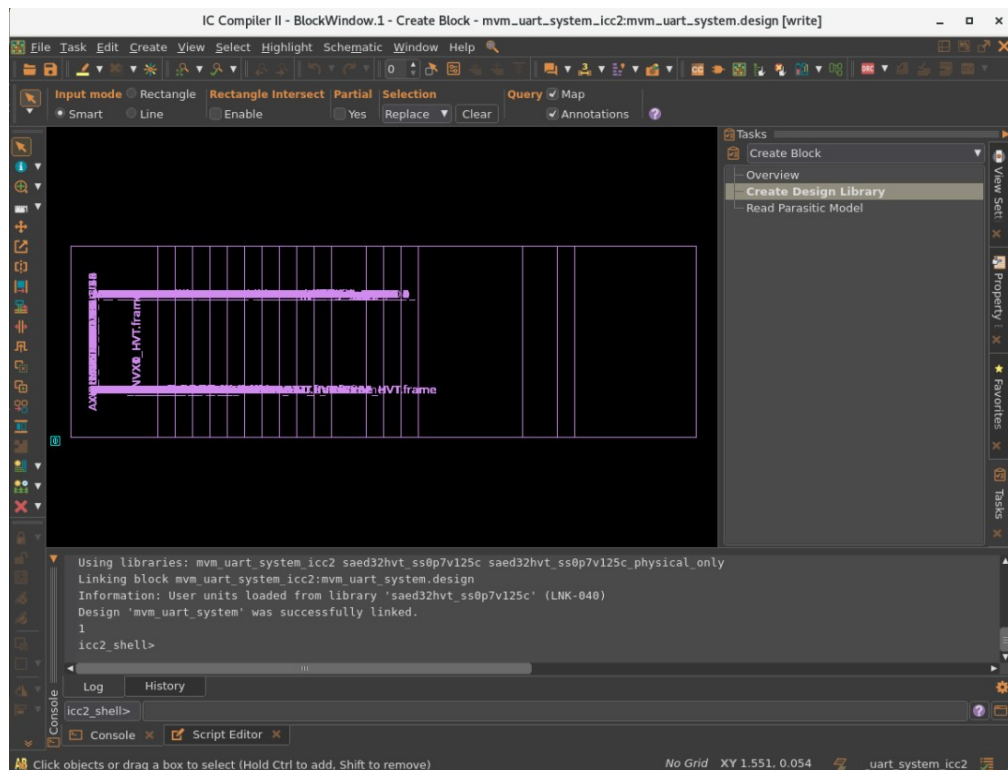 IC Compiler II - BlockWindow.1 - Create Block - mvm_uart_system_icc2:mvm_uart_system.design [write]
File Task Edit Create View Select Highlight Schematic Window Help
0
Input mode Rectangle Rectangle Intersect Partial Selection Query Map
Smart Line Enable Yes Replace Clear Annotations
Tasks
Create Block
Overview
Create Design Library
Read Parasitic Model
View Sett
Property
Favorites
Tasks
_HVT.frame
HVT.frame
Using libraries: mvm_uart_system_icc2 saed32hvt_ss0p7v125c saed32hvt_ss0p7v125c_physical_only
Linking block mvm_uart_system_icc2:mvm_uart_system.design
Information: User units loaded from library 'saed32hvt_ss0p7v125c' (LNK-040)
Design 'mvm_uart_system' was successfully linked.
1
icc2_shell>
Log History
Console
icc2_shell>
Console Script Editor
Click objects or drag a box to select (Hold Ctrl to add, Shift to remove) No Grid XY 1.551, 0.054 _uart_system_icc2